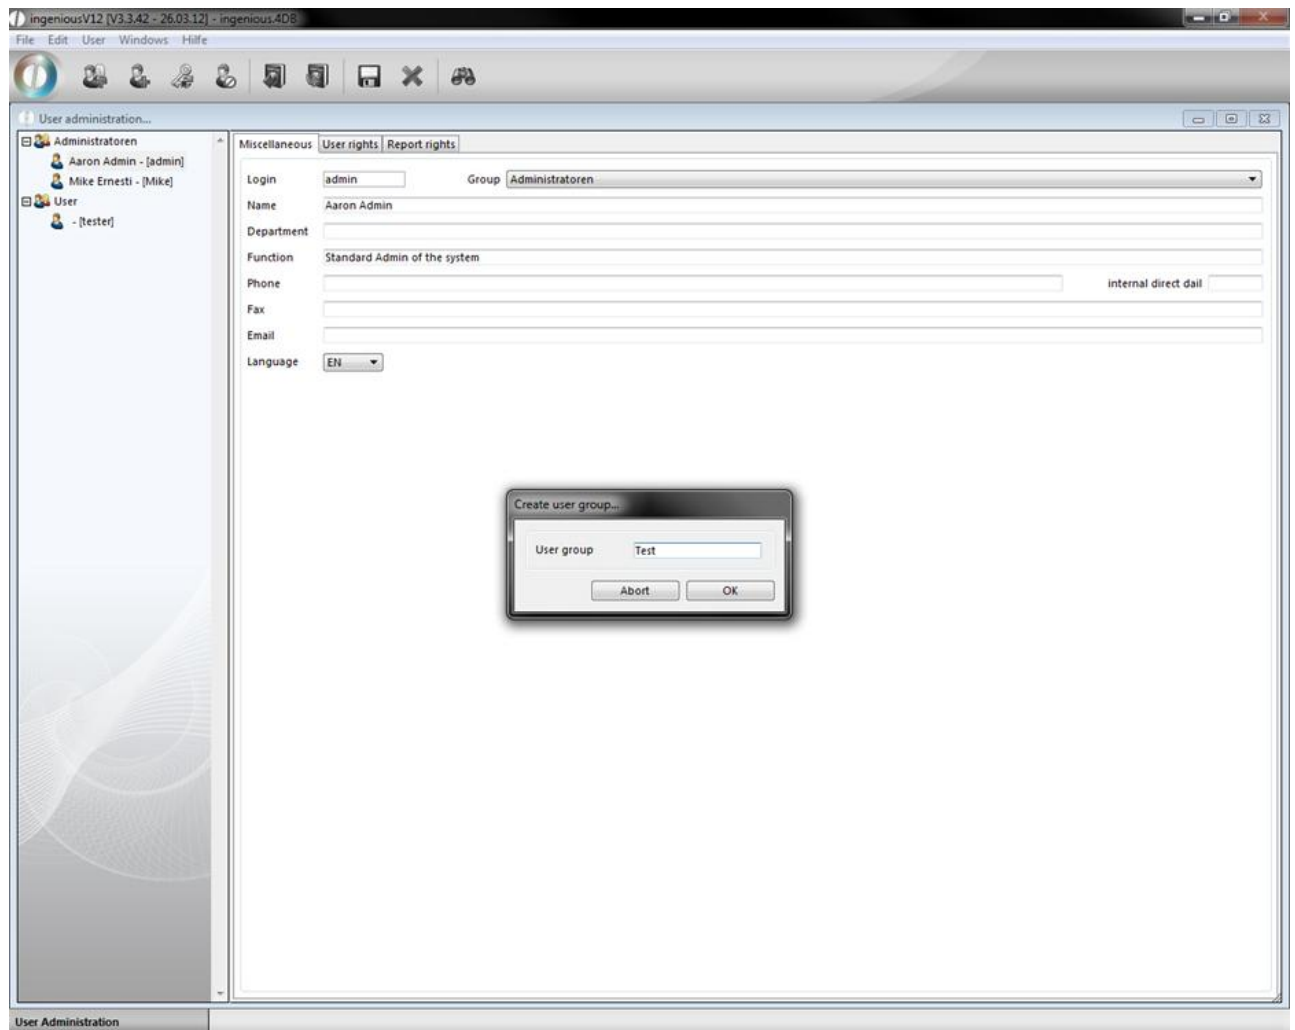 ingeniousV12 [V3.3.42 - 26.03.12] - ingenious.4DB
File Edit User Windows Hilfe
User administration...
Administratoren
Aaron Admin - [admin]
Mike Ernesti - [Mike]
User
- [tester]
Miscellaneous User rights Report rights
Login admin Group Administratoren
Name Aaron Admin
Department
Function Standard Admin of the system
Phone internal direct dail
Fax
Email
Language EN
Create user group...
User group Test
Abort OK
User Administration